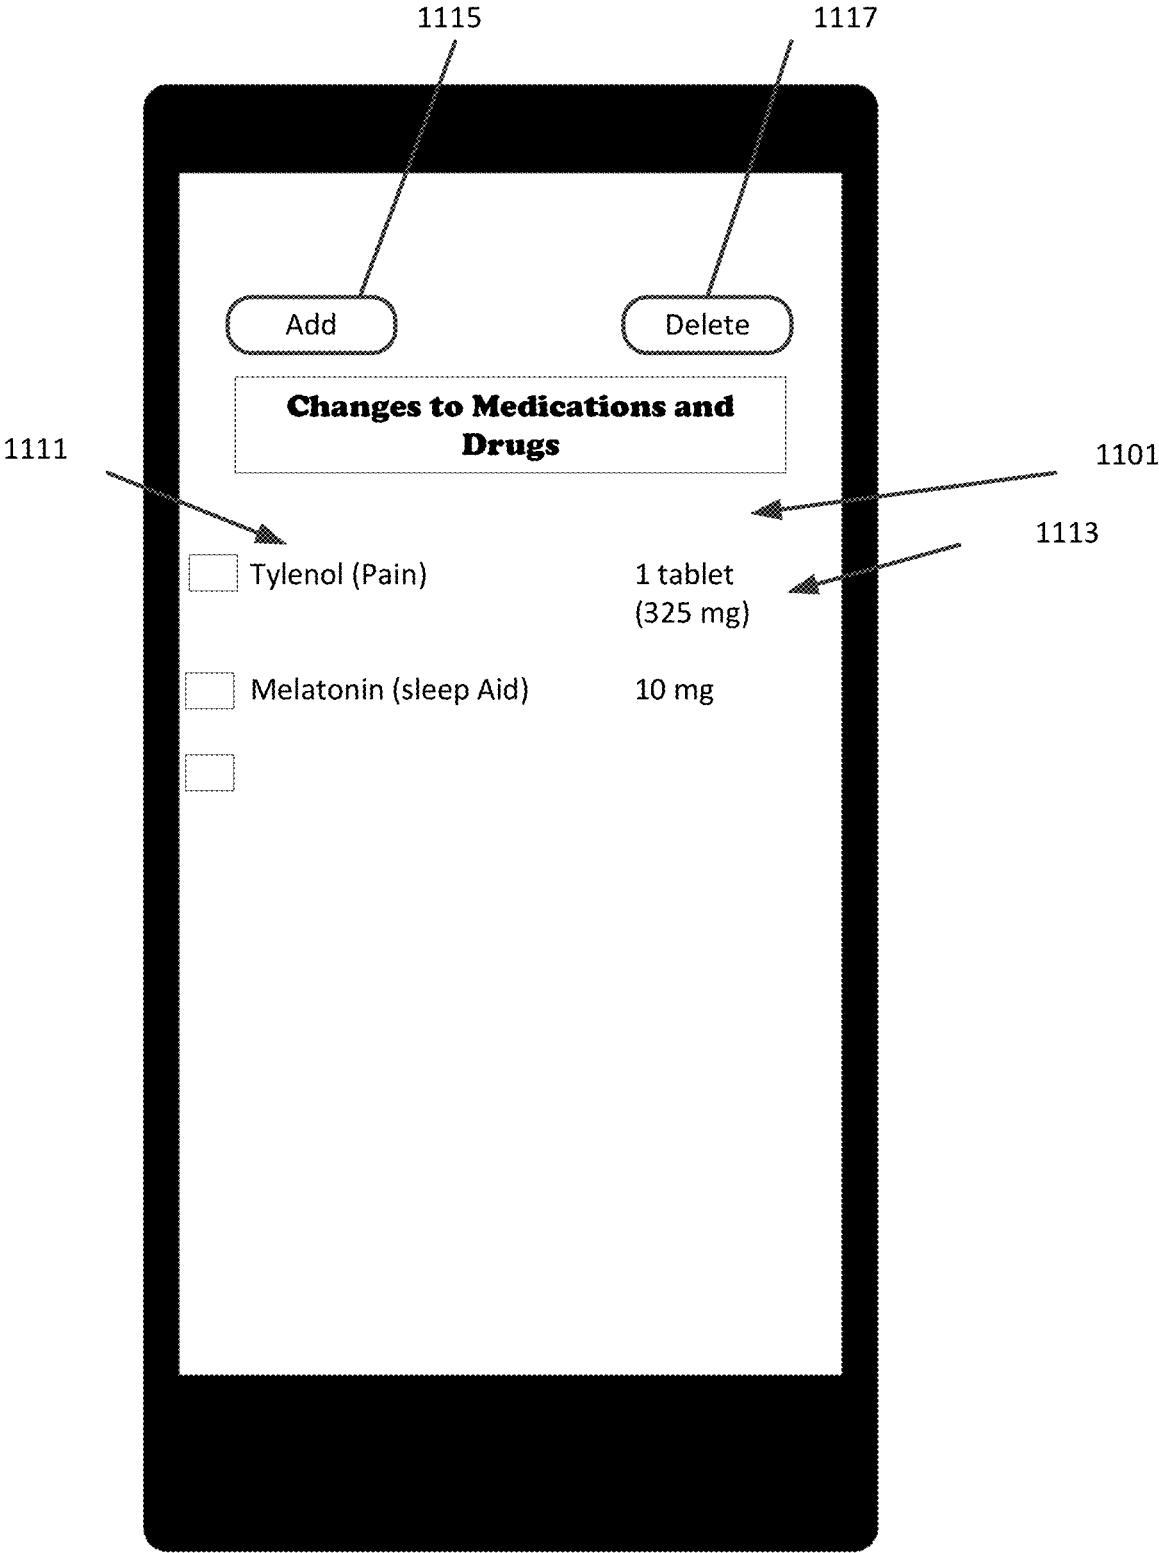 1115
1117
Add
Delete
Changes to Medications and
Drugs
1111
1101
1113
Tylenol (Pain)
1 tablet
(325 mg)
Melatonin (sleep Aid)
10 mg